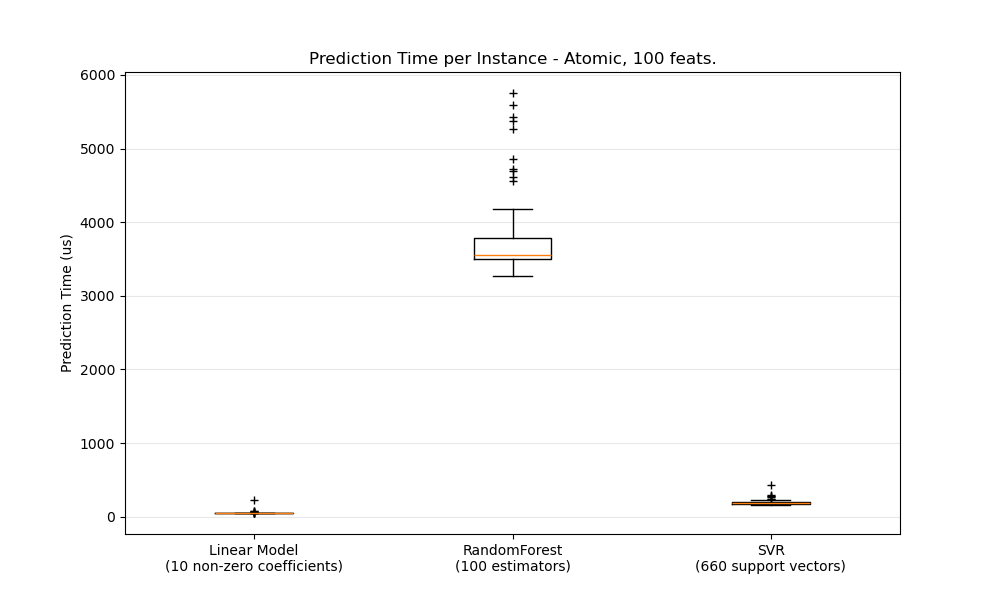 Prediction Time per Instance - Atomic, 100 feats.
Prediction Time (us)
6000
5000
4000
3000
2000
1000
0
Linear Model
(10 non-zero coefficients)
RandomForest
(100 estimators)
SVR
(660 support vectors)